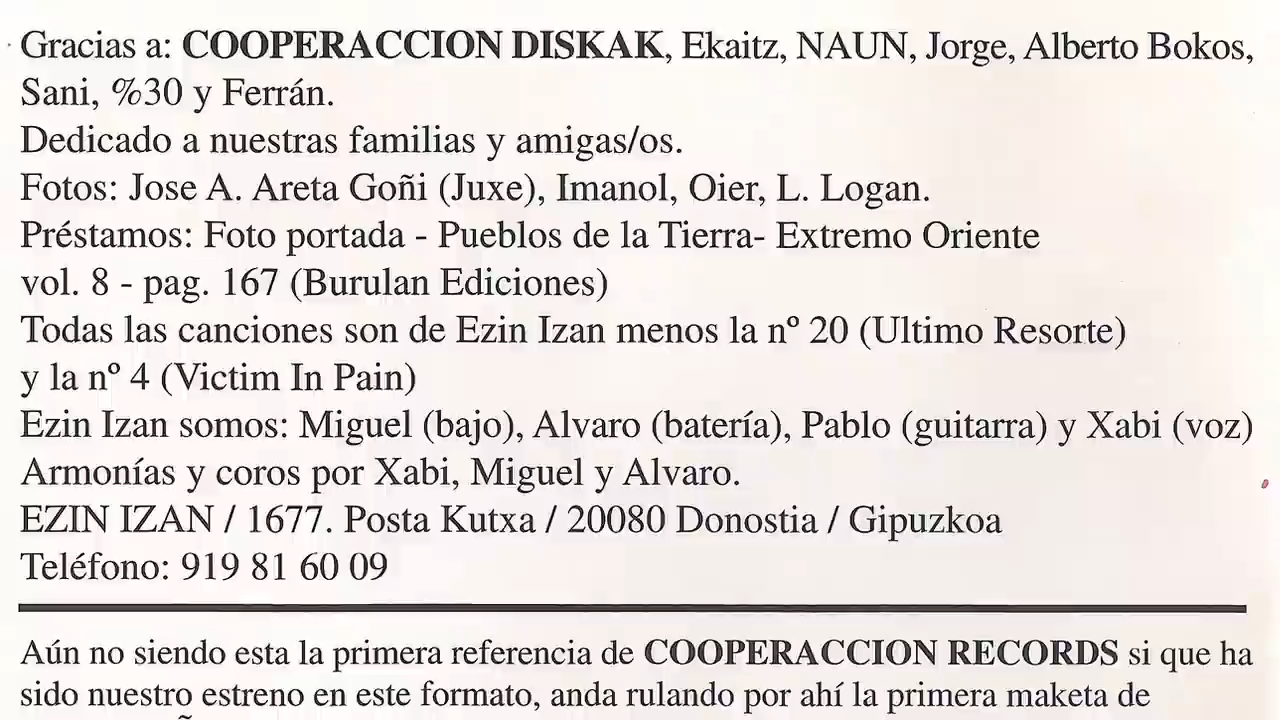 Gracias a: COOPERACCION DISKAK, Ekaitz, NAUN, Jorge, Alberto Bokos,
Sani, %30 y Ferrán.
Dedicado a nuestras familias y amigas/os.
Fotos: Jose A. Areta Goñi (Juxe), Imanol, Oier, L. Logan.
Préstamos: Foto portada - Pueblos de la Tierra- Extremo Oriente
vol. 8 - pag. 167 (Burulan Ediciones)
Todas las canciones son de Ezin Izan menos la nº 20 (Ultimo Resorte)
y la nº 4 (Victim In Pain)
Ezin Izan somos: Miguel (bajo), Alvaro (batería), Pablo (guitarra) y Xabi (voz)
Armonías y coros por Xabi, Miguel y Alvaro.
EZIN IZAN / 1677. Posta Kutxa / 20080 Donostia / Gipuzkoa
Teléfono: 919 81 60 09
Aún no siendo esta la primera referencia de COOPERACCION RECORDS si que ha
sido nuestro estreno en este formato, anda rulando por ahí la primera maketa de